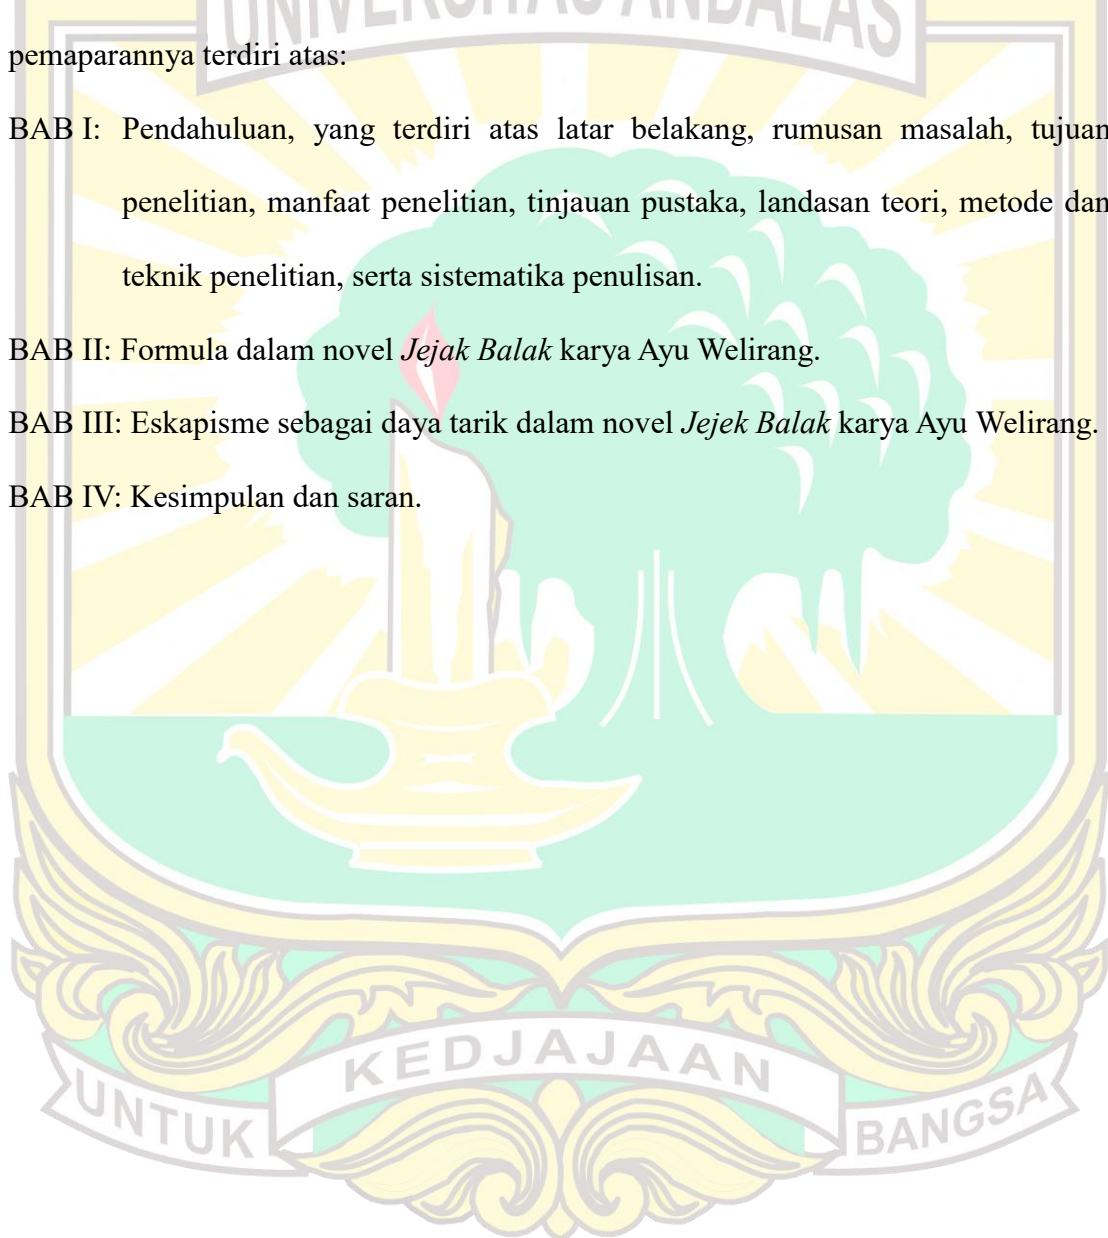 UNIVERSITAS ANDALAS
pemaparannya terdiri atas:
BAB I: Pendahuluan, yang terdiri atas latar belakang, rumusan masalah, tujuan
penelitian, manfaat penelitian, tinjauan pustaka, landasan teori, metode dan
teknik penelitian, serta sistematika penulisan.
BAB II: Formula dalam novel Jejak Balak karya Ayu Welirang.
BAB III: Eskapisme sebagai daya tarik dalam novel Jejek Balak karya Ayu Welirang.
BAB IV: Kesimpulan dan saran.
UNTUK KEDJAJAAN BANGSA